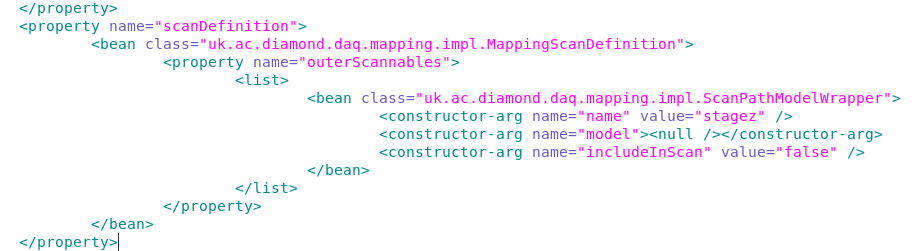 </property>
<property name="scanDefinition">
<bean class="uk.ac.diamond.daq.mapping.impl.MappingScanDefinition">
<property name="outerScannables">
<list>
<bean class="uk.ac.diamond.daq.mapping.impl.ScanPathModelWrapper">
<constructor-arg name="name" value="stagez" />
<constructor-arg name="model"><null /></constructor-arg>
<constructor-arg name="includeInScan" value="false" />
</bean>
</list>
</property>
</bean>
</property>